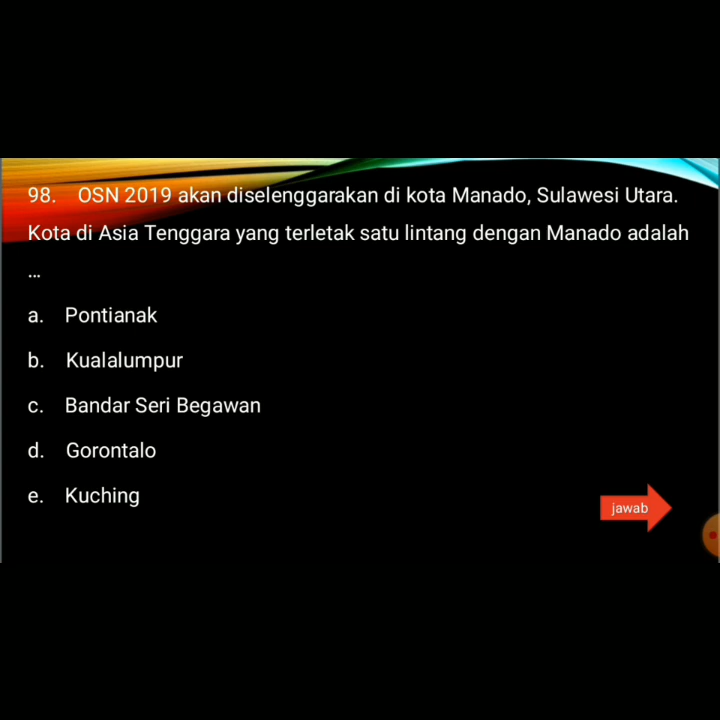 98. OSN 2019 akan diselenggarakan di kota Manado, Sulawesi Utara.
Kota di Asia Tenggara yang terletak satu lintang dengan Manado adalah
...
a. Pontianak
b. Kualalumpur
c. Bandar Seri Begawan
d. Gorontalo
e. Kuching
jawab